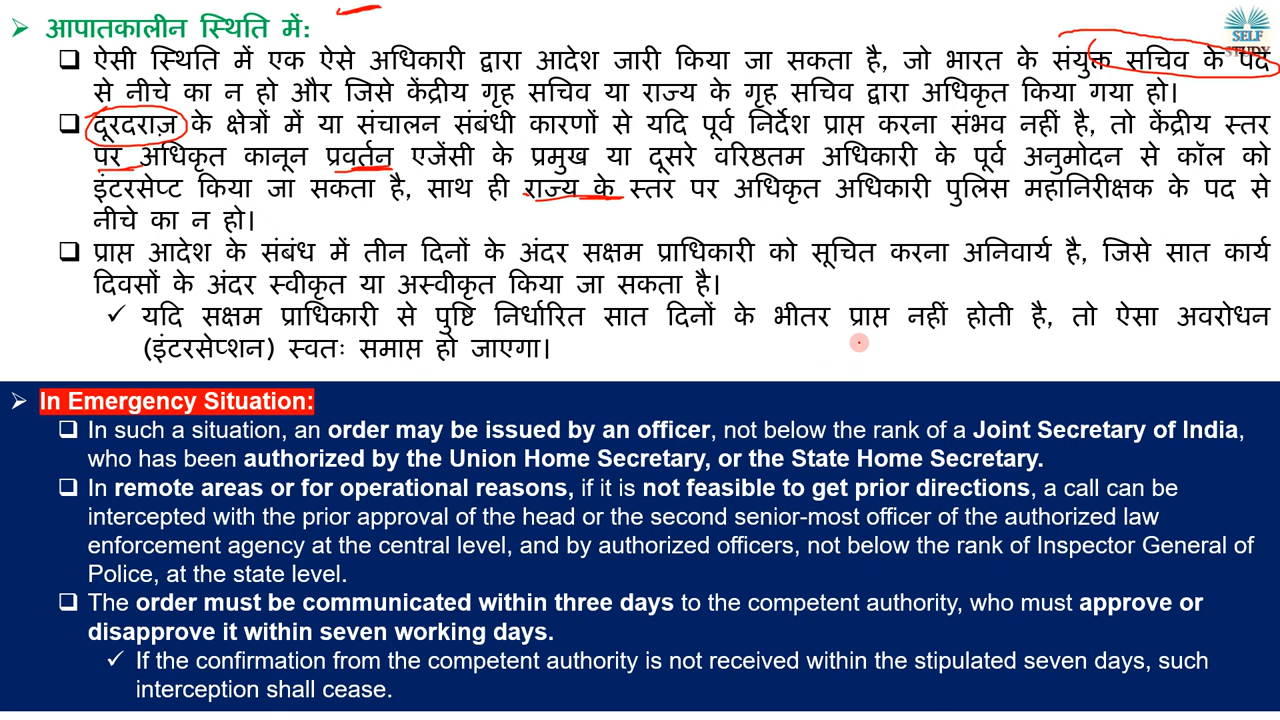 ➢ आपातकालीन स्थिति में:
SELF
STUDY
❑ ऐसी स्थिति में एक ऐसे अधिकारी द्वारा आदेश जारी किया जा सकता है, जो भारत के संयुक्त सचिव के पद
से नीचे का न हो और जिसे केंद्रीय गृह सचिव या राज्य के गृह सचिव द्वारा अधिकृत किया गया हो।
❑ दूरदराज़ के क्षेत्रों में या संचालन संबंधी कारणों से यदि पूर्व निर्देश प्राप्त करना संभव नहीं है, तो केंद्रीय स्तर
पर अधिकृत कानून प्रवर्तन एजेंसी के प्रमुख या दूसरे वरिष्ठतम अधिकारी के पूर्व अनुमोदन से कॉल को
इंटरसेप्ट किया जा सकता है, साथ ही राज्य के स्तर पर अधिकृत अधिकारी पुलिस महानिरीक्षक के पद से
नीचे का न हो।
❑ प्राप्त आदेश के संबंध में तीन दिनों के अंदर सक्षम प्राधिकारी को सूचित करना अनिवार्य है, जिसे सात कार्य
दिवसों के अंदर स्वीकृत या अस्वीकृत किया जा सकता है।
✓ यदि सक्षम प्राधिकारी से पुष्टि निर्धारित सात दिनों के भीतर प्राप्त नहीं होती है, तो ऐसा अवरोधन
(इंटरसेप्शन) स्वतः समाप्त हो जाएगा।
➢ In Emergency Situation:
❑ In such a situation, an order may be issued by an officer, not below the rank of a Joint Secretary of India,
who has been authorized by the Union Home Secretary, or the State Home Secretary.
❑ In remote areas or for operational reasons, if it is not feasible to get prior directions, a call can be
intercepted with the prior approval of the head or the second senior-most officer of the authorized law
enforcement agency at the central level, and by authorized officers, not below the rank of Inspector General of
Police, at the state level.
❑ The order must be communicated within three days to the competent authority, who must approve or
disapprove it within seven working days.
✓ If the confirmation from the competent authority is not received within the stipulated seven days, such
interception shall cease.